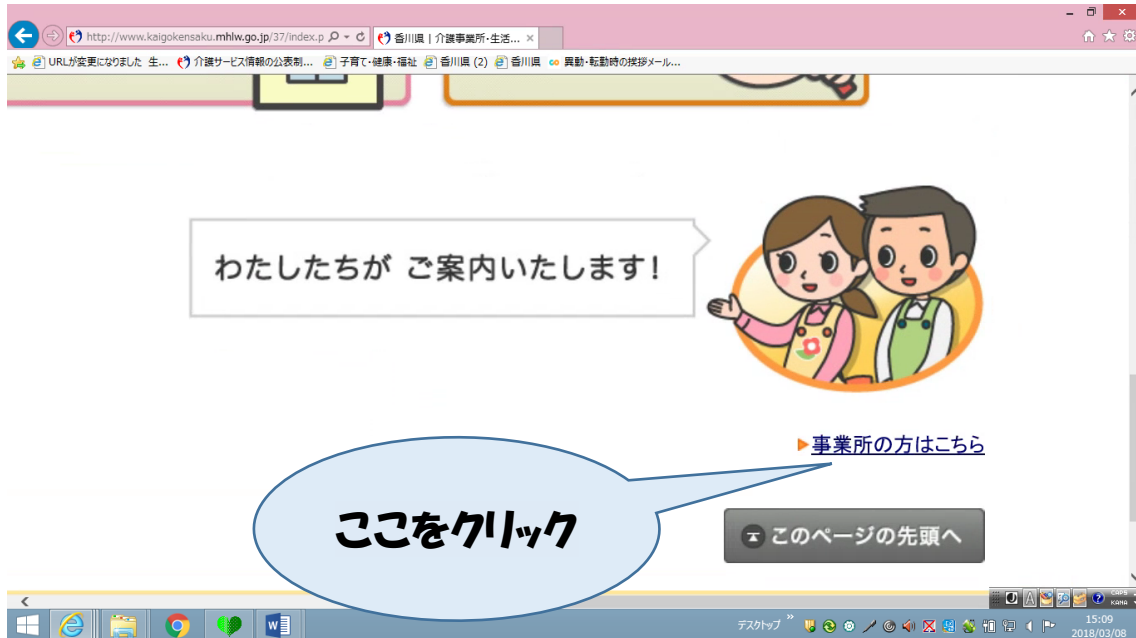 http://www.kaigokensaku.mhlw.go.jp/37/index.p
香川県 | 介護事業所･生活...
URLが変更になりました 生...
介護サービス情報の公表制...
子育て･健康･福祉
香川県 (2)
香川県
異動･転勤時の挨拶メール...
わたしたちが ご案内いたします!
事業所の方はこちら
ここをクリック
このページの先頭へ
CAPS
KANA
デスクトップ
15:09
2018/03/08